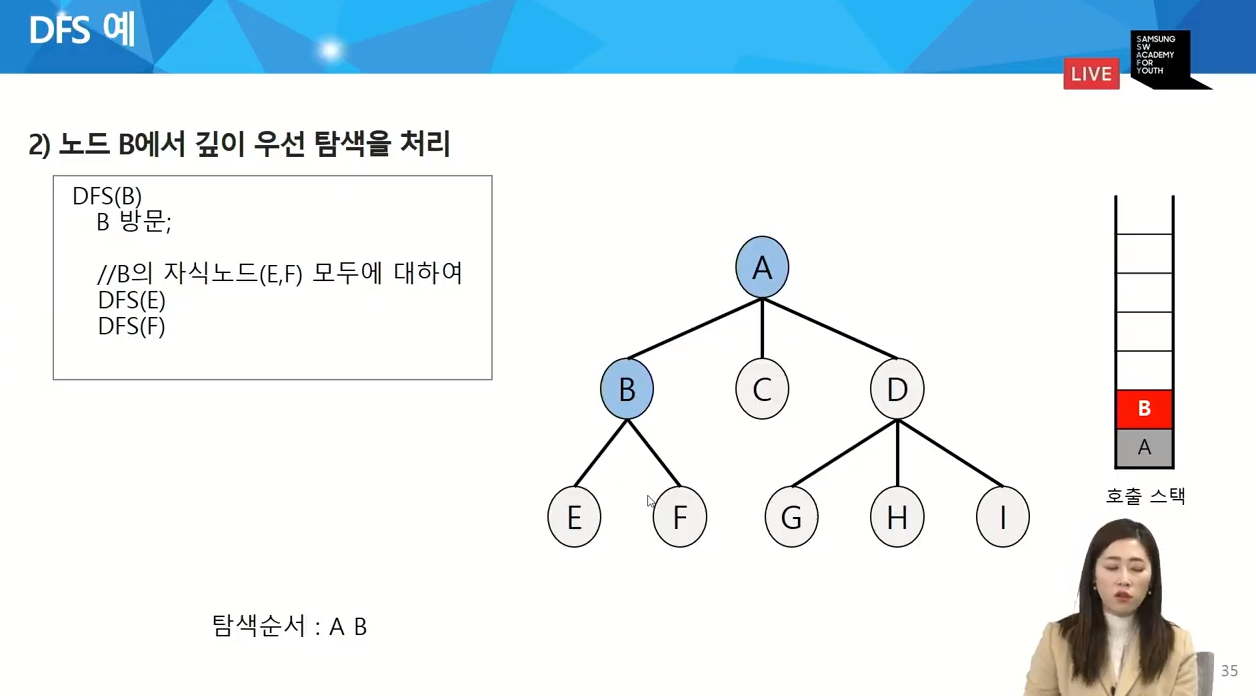 DFS 예
LIVE
SAMSUNG
SW
ACADEMY
FOR
YOUTH
2) 노드 B에서 깊이 우선 탐색을 처리
DFS(B)
B 방문;
//B의 자식노드(E,F) 모두에 대하여
DFS(E)
DFS(F)
A
B
C
D
E
F
G
H
I
B
A
호출 스택
탐색순서 : A B
35